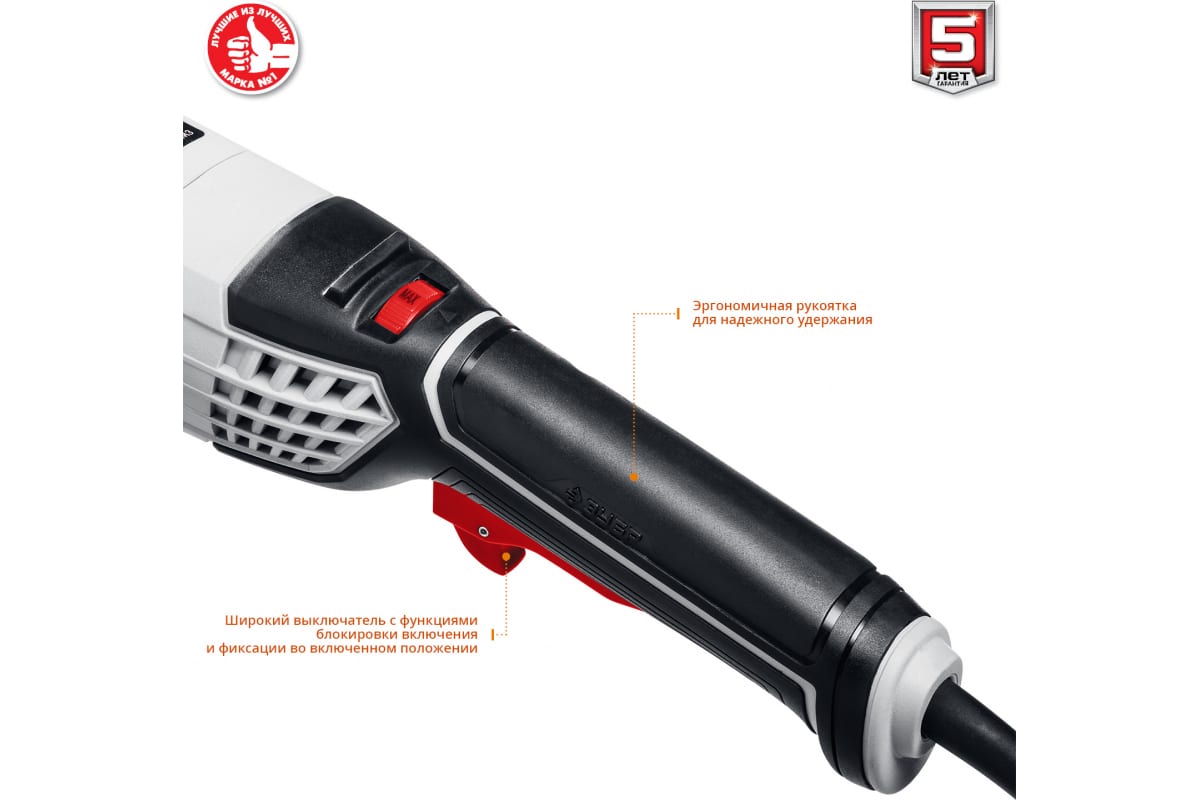 ЛУЧШИЕ ИЗ ЛУЧШИХ
МАРКА №1
5
ЛЕТ
ГАРАНТИЯ
MAX
Эргономичная рукоятка
для надежного удержания
ЗУБР
Широкий выключатель с функциями
блокировки включения
и фиксации во включенном положении